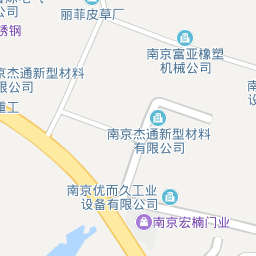 丽菲皮草厂
绣钢
南京富亚橡塑
机械公司
京杰通新型材料
有限公司
重工
南京杰通新型材料
有限公司
南京优而久工业
设备有限公司
南京宏楠门业